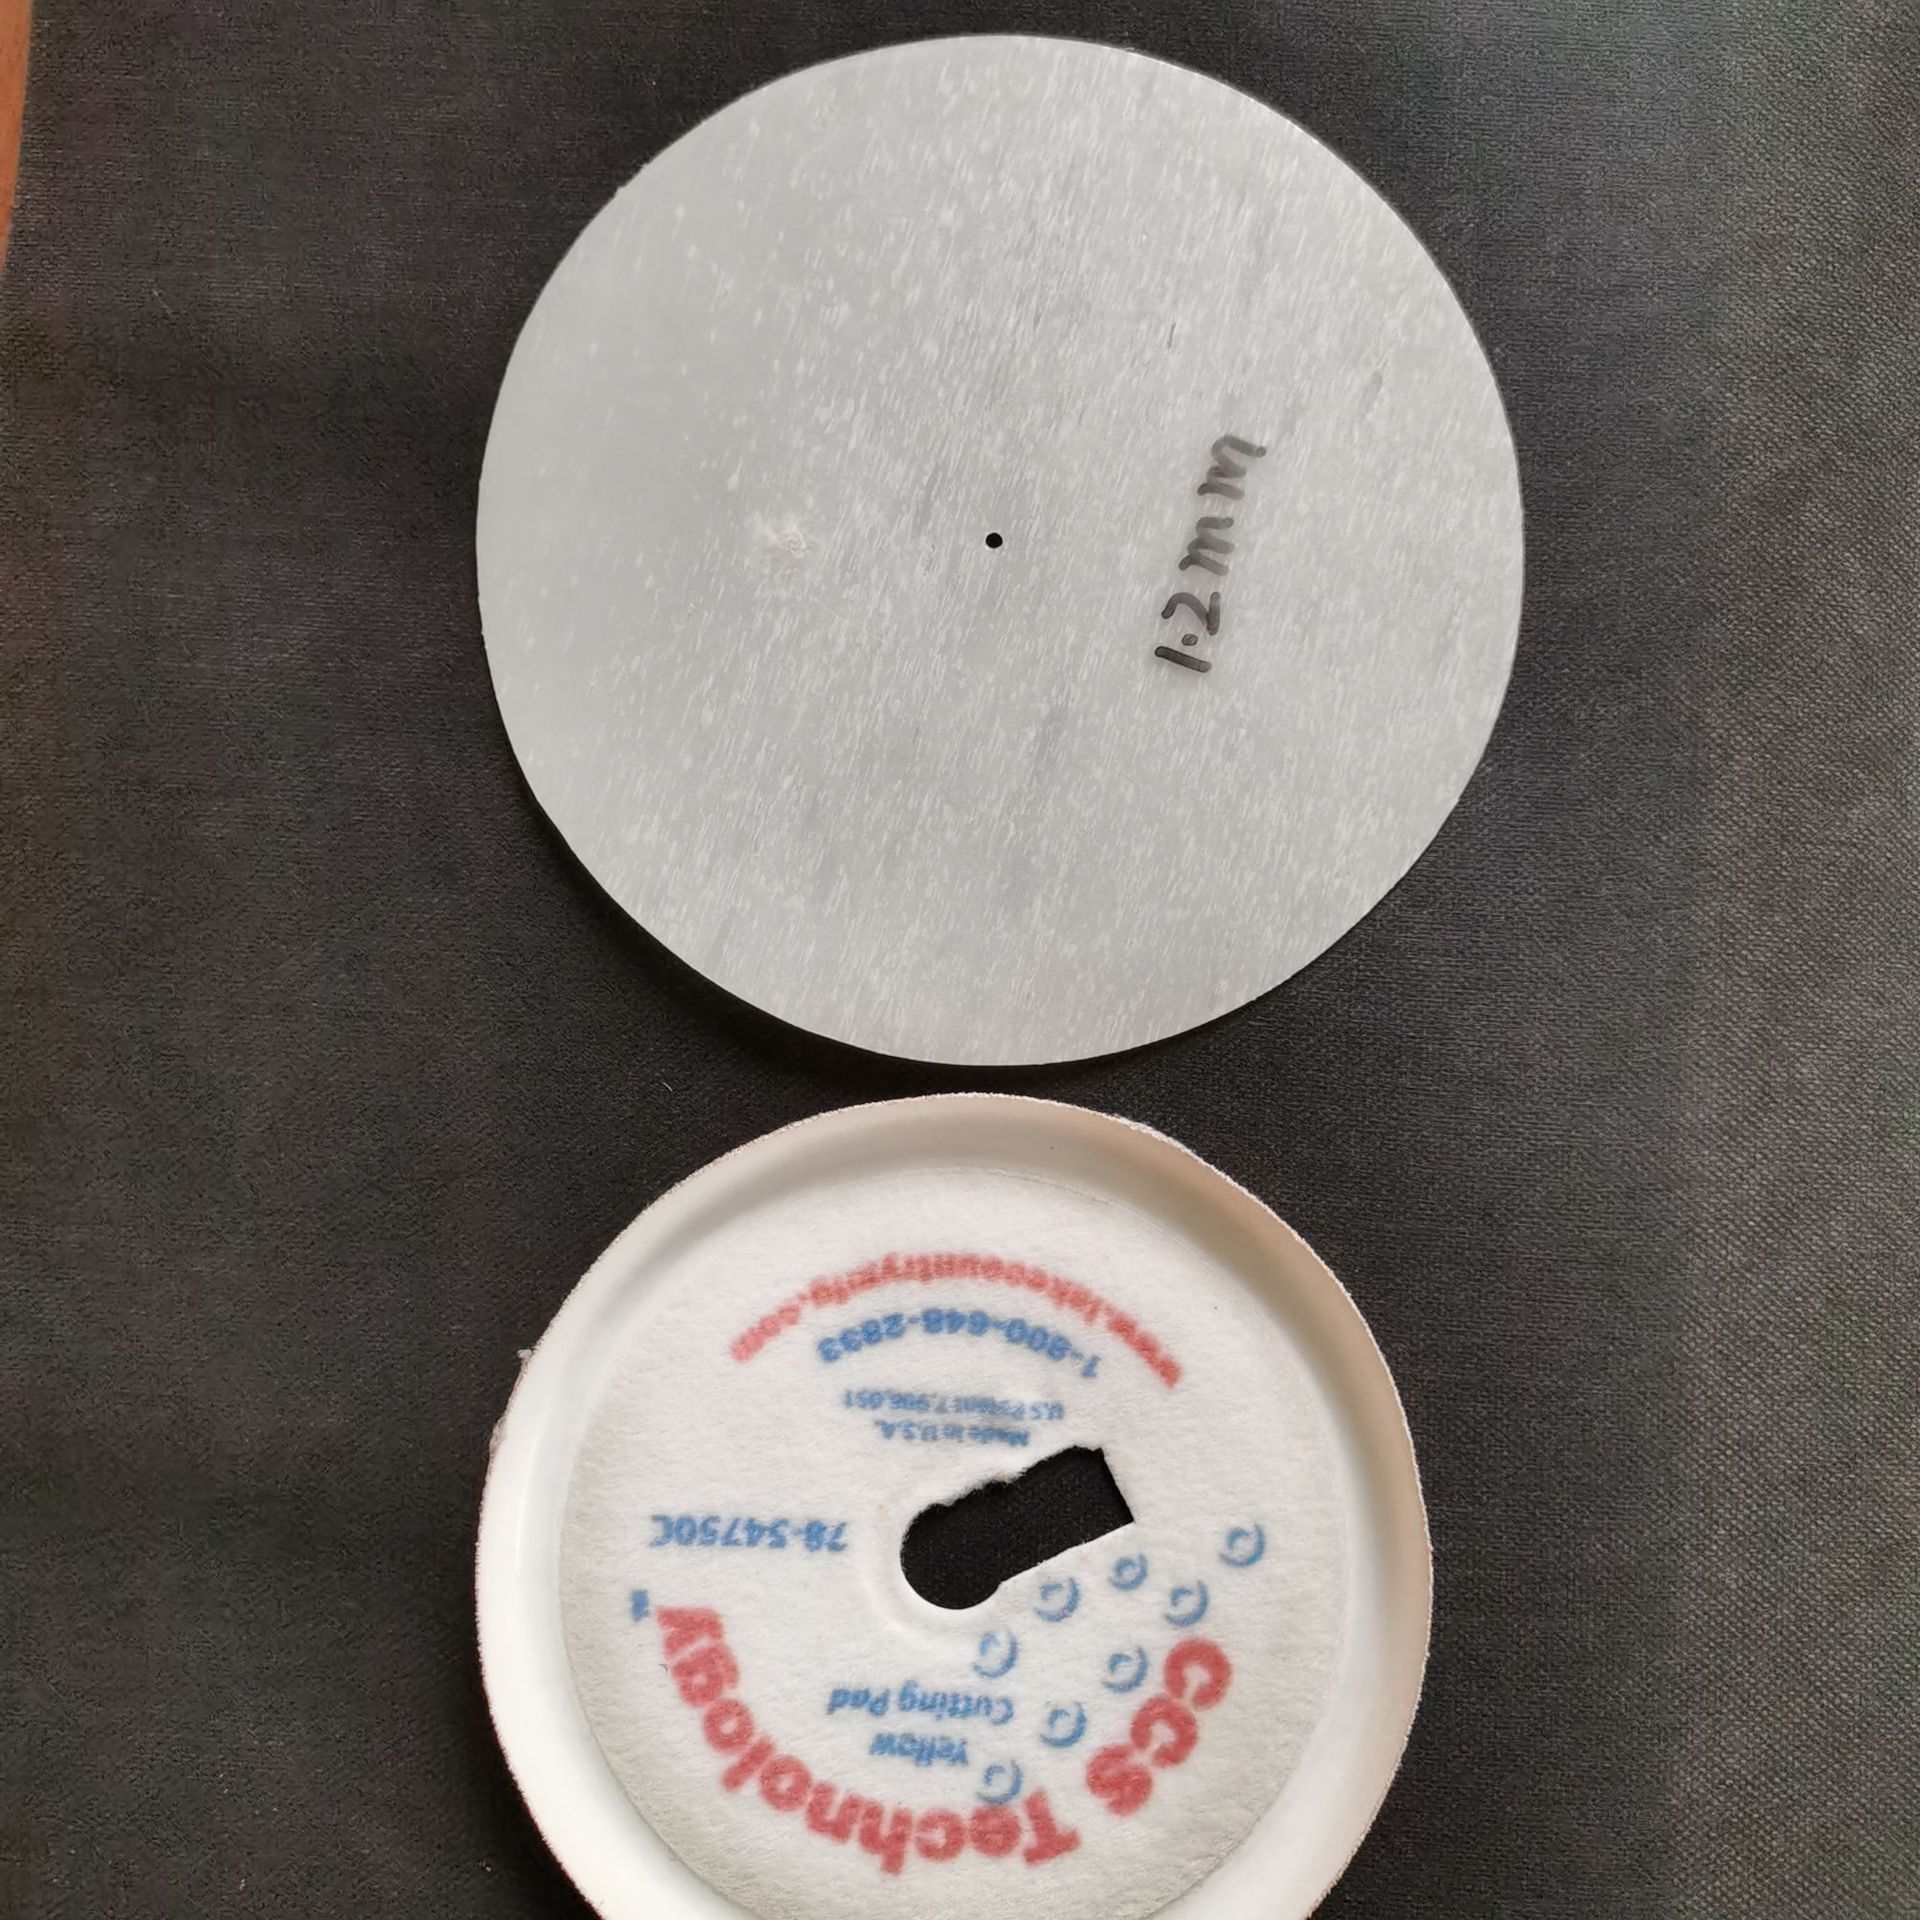 1.2mm
CCS Technology
Yellow
Cutting Pad
78-54750C
Made in U.S.A.
U.S Patent 7,906,051
1-800-648-2833
www.lakecountrymfg.com